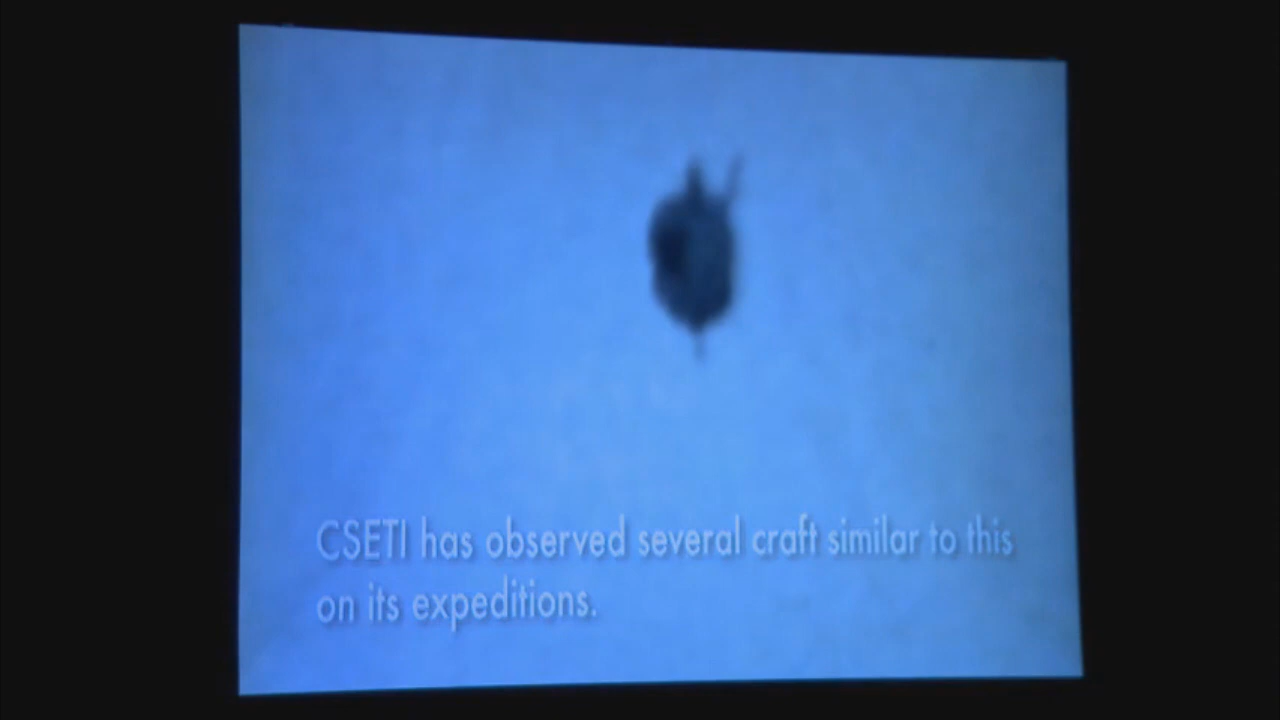 CSETI has observed several craft similar to this
on its expeditions.